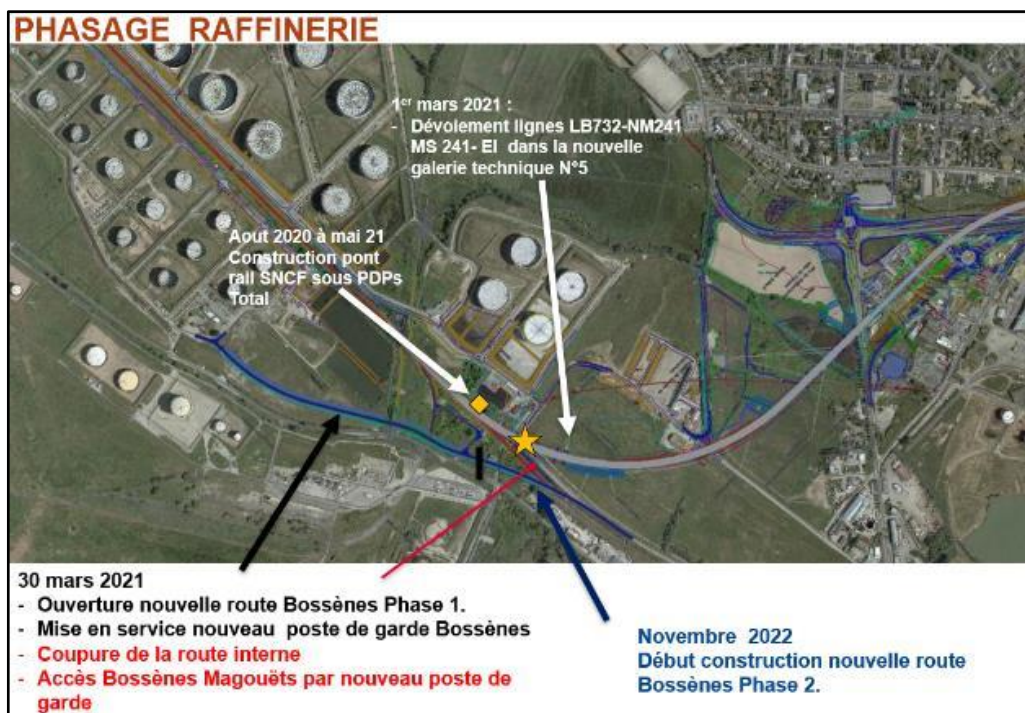 PHASAGE RAFFINERIE
1er mars 2021 :
- Dévoiement lignes LB732-NM241
MS 241- EI dans la nouvelle
galerie technique N°5
Aout 2020 à mai 21
Construction pont
rail SNCF sous PDPs
Total
30 mars 2021
- Ouverture nouvelle route Bossènes Phase 1.
- Mise en service nouveau poste de garde Bossènes
- Coupure de la route interne
- Accès Bossènes Magouëts par nouveau poste de
garde
Novembre 2022
Début construction nouvelle route
Bossènes Phase 2.